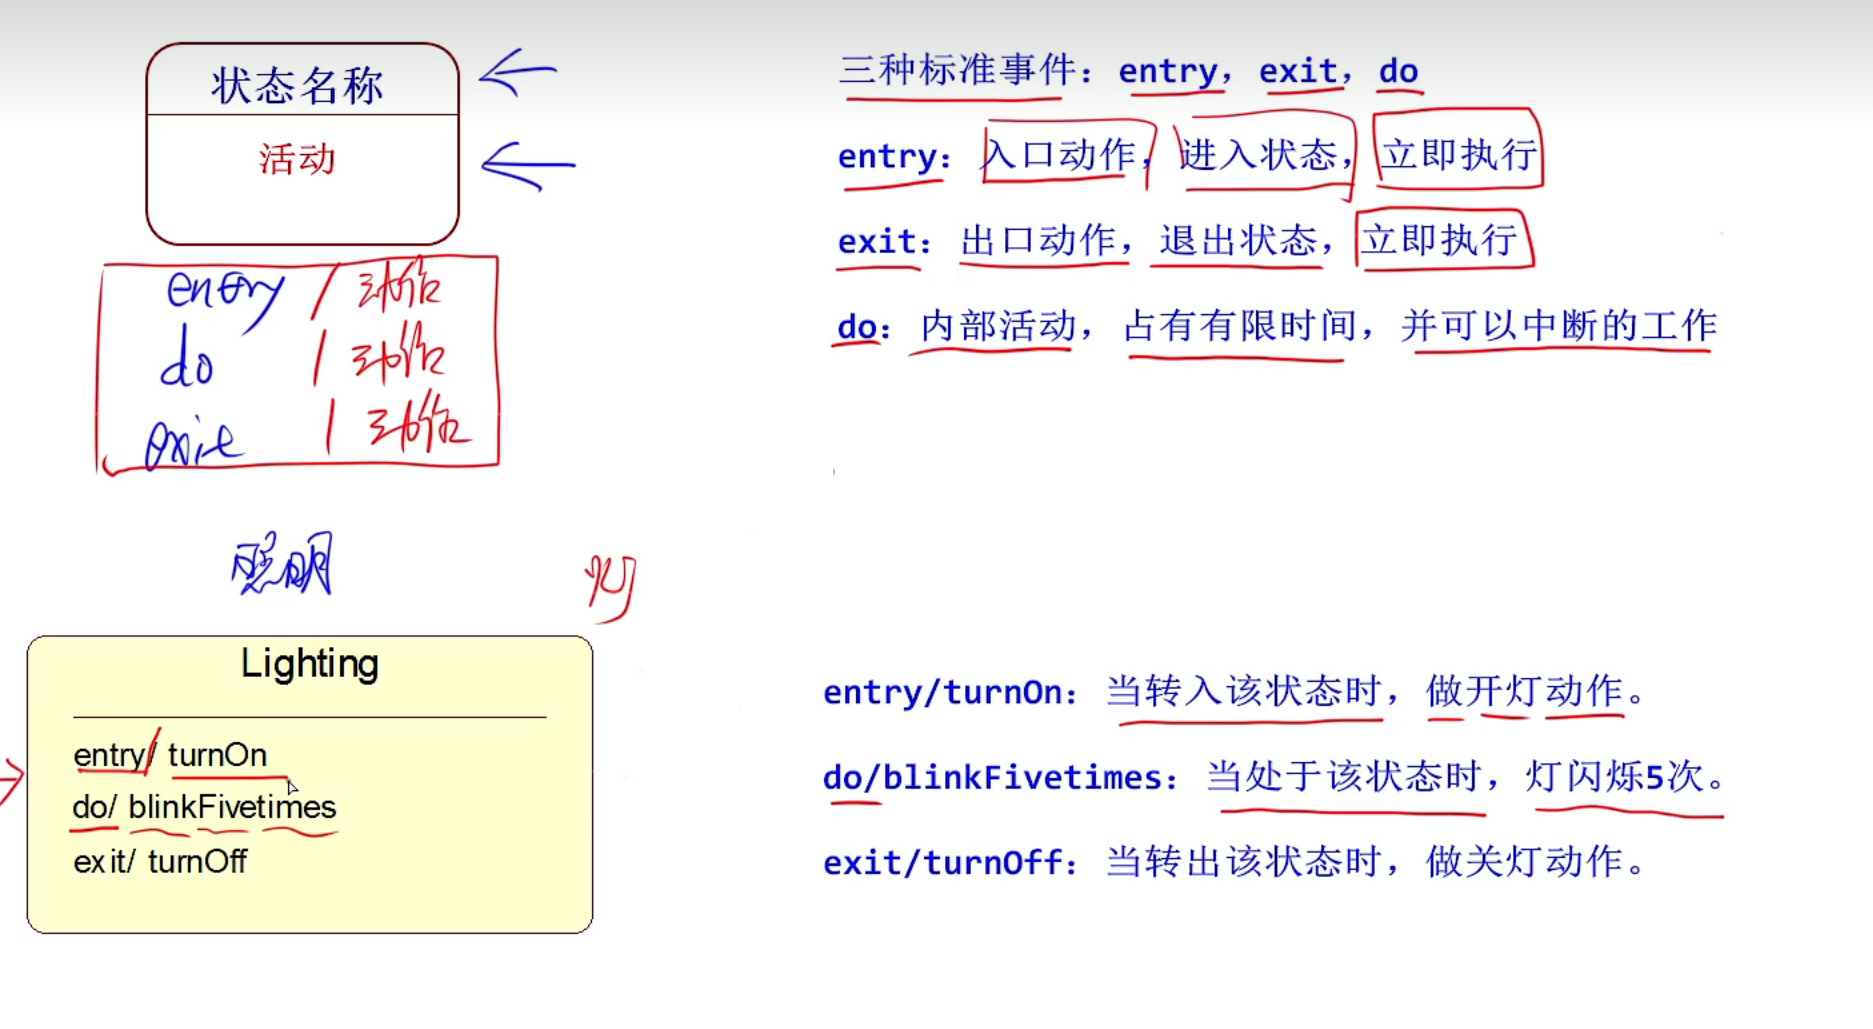 状态名称
活动
entry / 动作
do / 动作
exit / 动作
三种标准事件：entry，exit，do
entry：入口动作，进入状态，立即执行
exit：出口动作，退出状态，立即执行
do：内部活动，占有有限时间，并可以中断的工作
照明
灯
Lighting
entry/ turnOn
do/ blinkFivetimes
exit/ turnOff
entry/turnOn：当转入该状态时，做开灯动作。
do/blinkFivetimes：当处于该状态时，灯闪烁5次。
exit/turnOff：当转出该状态时，做关灯动作。